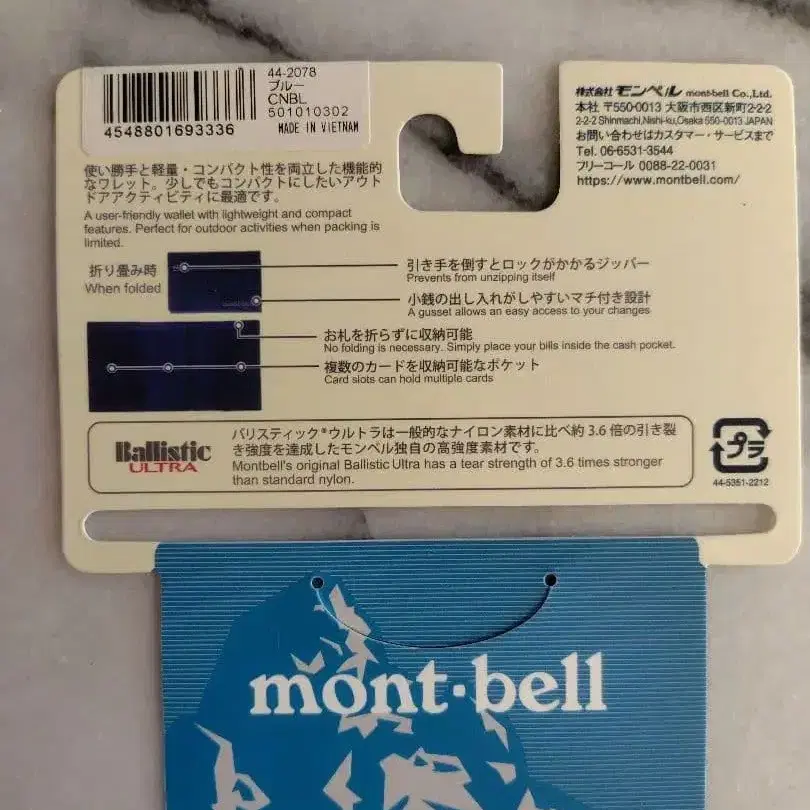 44-2078
ブルー
CNBL
501010302
4548801693336
MADE IN VIETNAM
株式会社 モンベル mont-bell Co.,Ltd.
本社 〒550-0013 大阪市西区新町2-2-2
2-2-2 Shinmachi,Nishi-ku,Osaka 550-0013 JAPAN
お問い合わせはカスタマー・サービスまで
Tel. 06-6531-3544
フリーコール 0088-22-0031
https://www.montbell.com/
使い勝手と軽量・コンパクト性を両立した機能的
なワレット。少しでもコンパクトにしたいアウト
ドアアクティビティに最適です。
A user-friendly wallet with lightweight and compact
features. Perfect for outdoor activities when packing is
limited.
折り畳み時
When folded
引き手を倒すとロックがかかるジッパー
Prevents from unzipping itself
小銭の出し入れがしやすいマチ付き設計
A gusset allows an easy access to your changes
お札を折らずに収納可能
No folding is necessary. Simply place your bills inside the cash pocket.
複数のカードを収納可能なポケット
Card slots can hold multiple cards
Ballistic
ULTRA
バリスティック®ウルトラは一般的なナイロン素材に比べ約 3.6 倍の引き裂
き強度を達成したモンベル独自の高強度素材です。
Montbell's original Ballistic Ultra has a tear strength of 3.6 times stronger
than standard nylon.
プラ
44-5351-2212
mont-bell